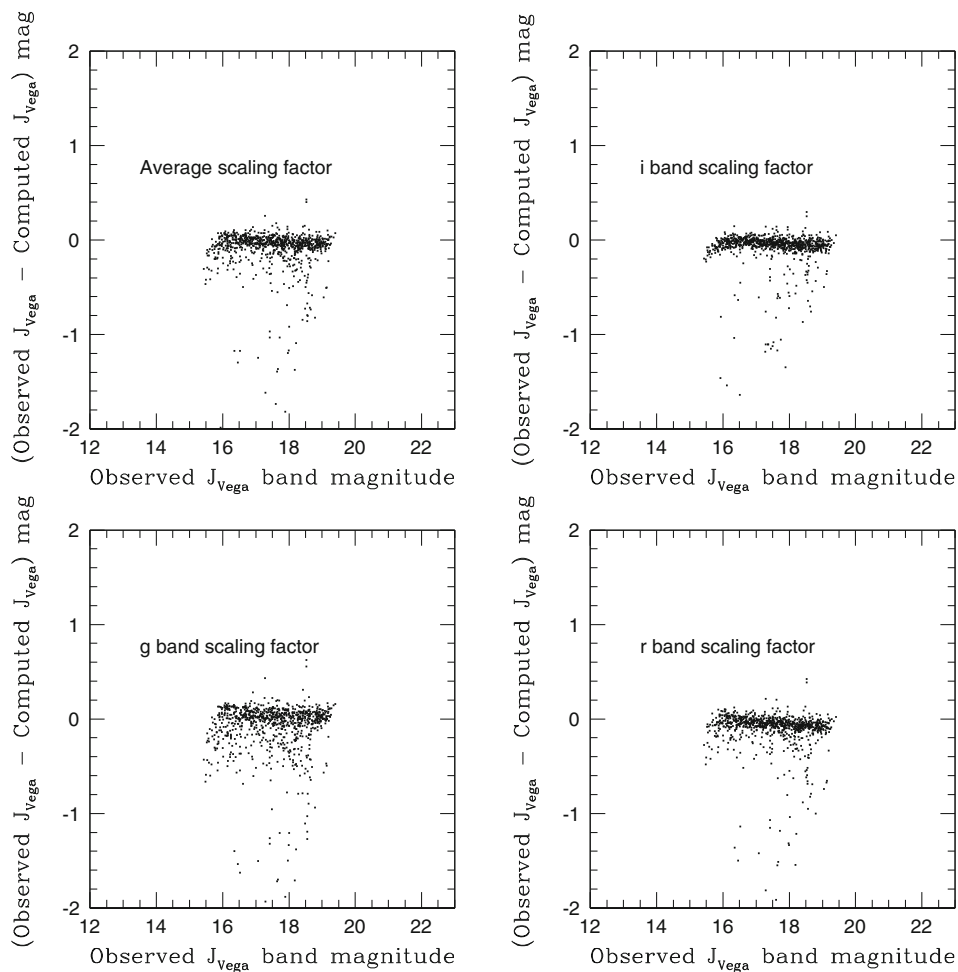 (Observed J_Vega − Computed J_Vega) mag
2
1
0
-1
-2
Average scaling factor
12 14 16 18 20 22
Observed J_Vega band magnitude
(Observed J_Vega − Computed J_Vega) mag
2
1
0
-1
-2
i band scaling factor
12 14 16 18 20 22
Observed J_Vega band magnitude
(Observed J_Vega − Computed J_Vega) mag
2
1
0
-1
-2
g band scaling factor
12 14 16 18 20 22
Observed J_Vega band magnitude
(Observed J_Vega − Computed J_Vega) mag
2
1
0
-1
-2
r band scaling factor
12 14 16 18 20 22
Observed J_Vega band magnitude